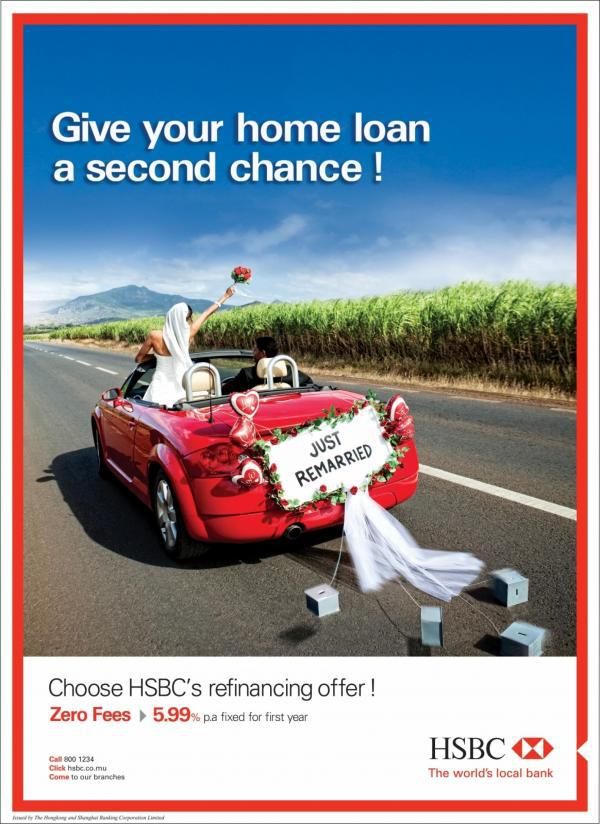 Give your home loan
a second chance !
JUST
REMARRIED
Choose HSBC's refinancing offer !
Zero Fees 5.99% p.a fixed for first year
Call 800 1234
Click hsbc.co.mu
Come to our branches
HSBC
The world's local bank
Issued by The Hongkong and Shanghai Banking Corporation Limited